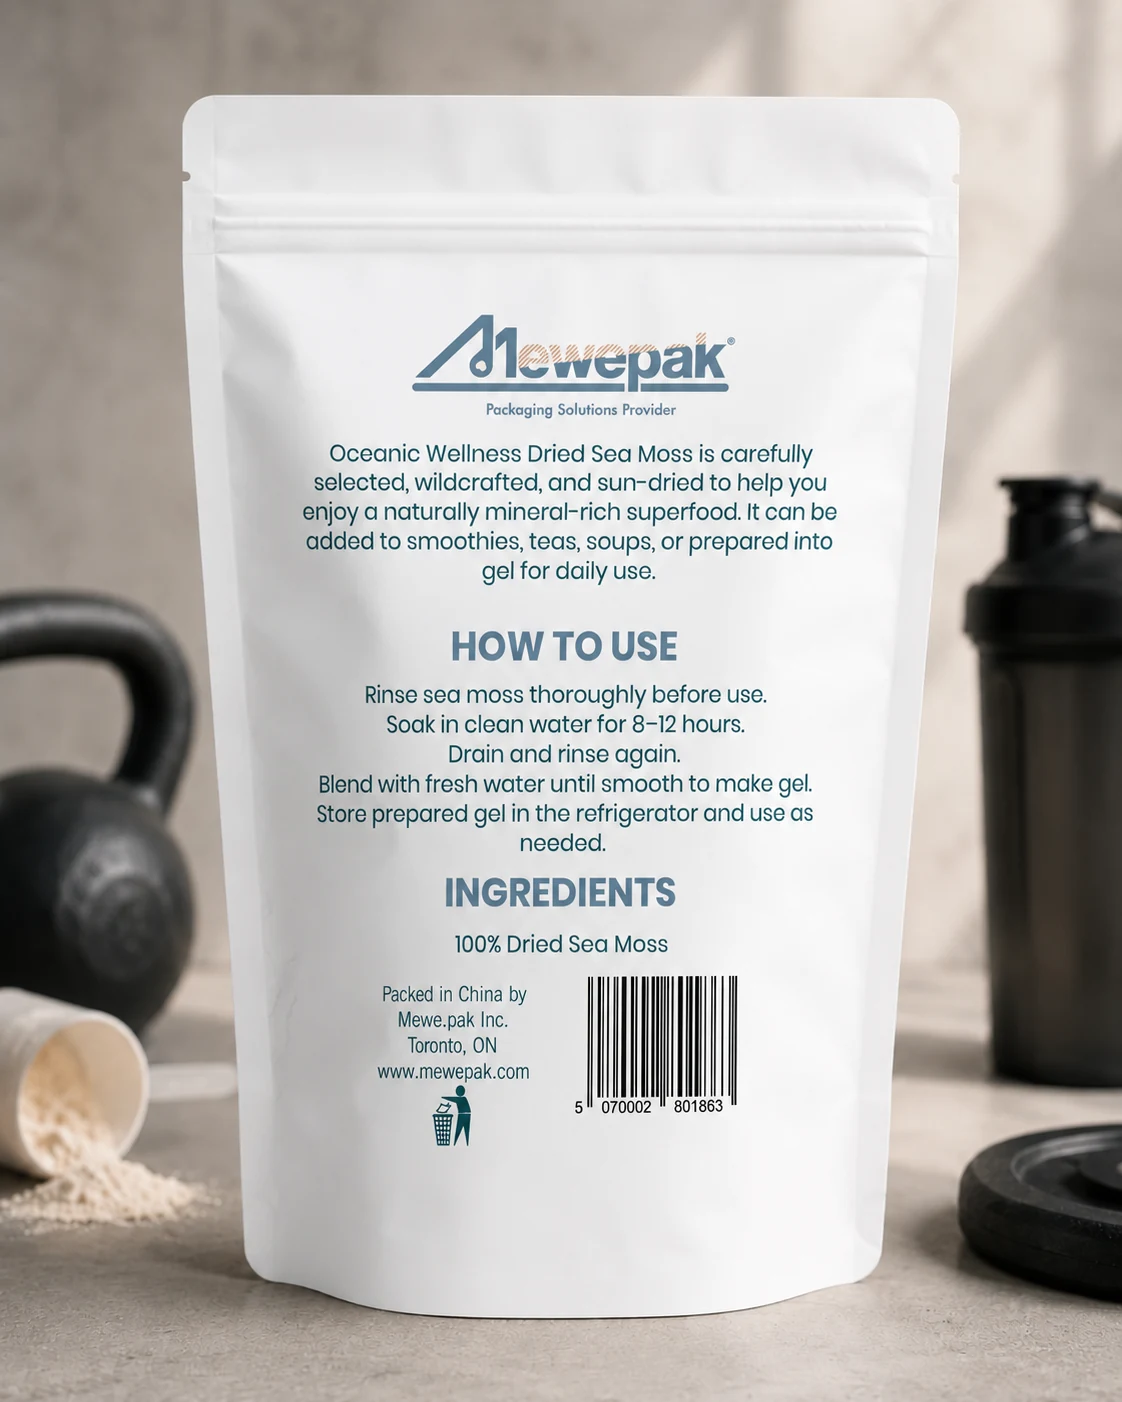 Mewepak®
Packaging Solutions Provider
Oceanic Wellness Dried Sea Moss is carefully
selected, wildcrafted, and sun-dried to help you
enjoy a naturally mineral-rich superfood. It can be
added to smoothies, teas, soups, or prepared into
gel for daily use.
HOW TO USE
Rinse sea moss thoroughly before use.
Soak in clean water for 8–12 hours.
Drain and rinse again.
Blend with fresh water until smooth to make gel.
Store prepared gel in the refrigerator and use as
needed.
INGREDIENTS
100% Dried Sea Moss
Packed in China by
Mewe.pak Inc.
Toronto, ON
www.mewepak.com
5 070002 801863